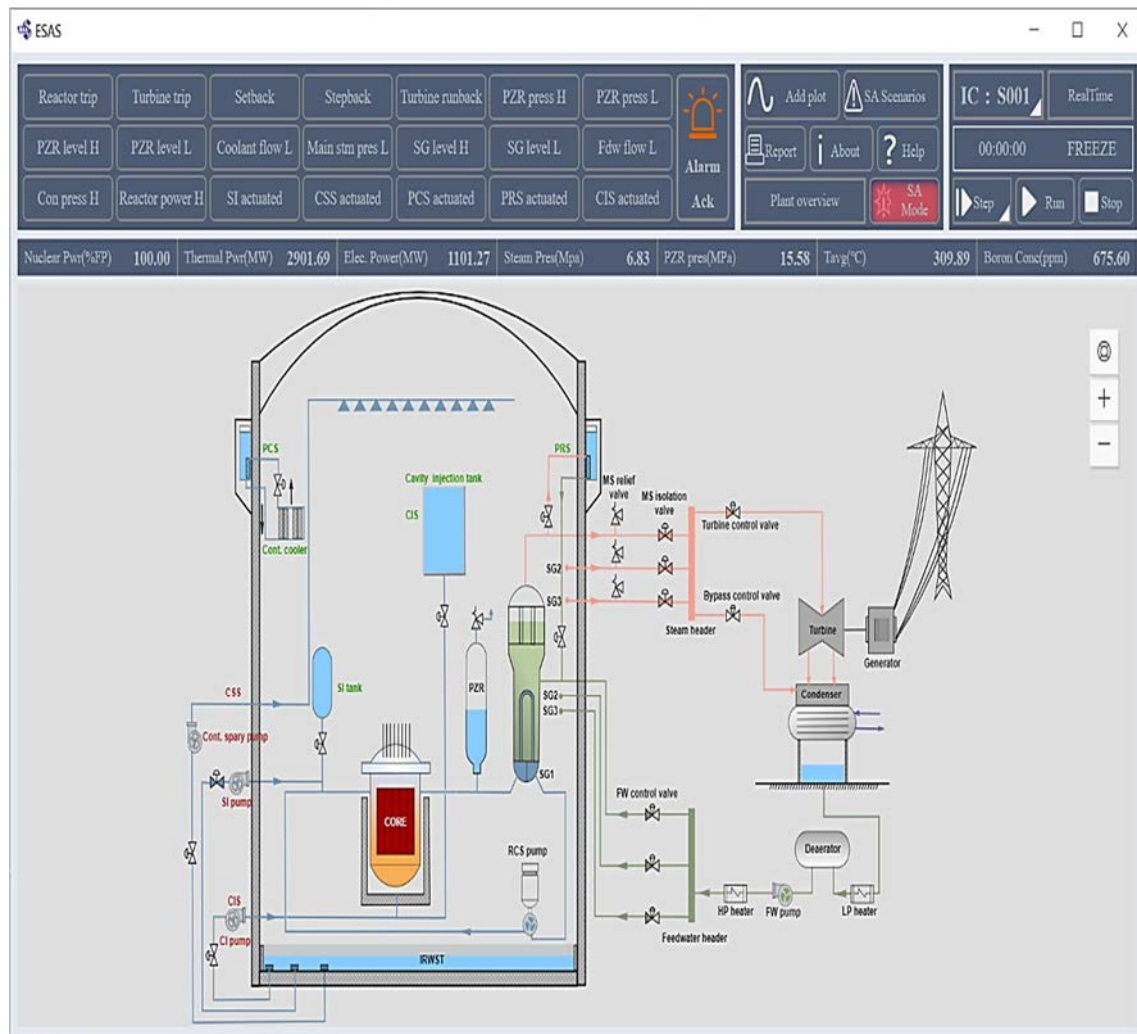 ESAS
Reactor trip
Turbine trip
Setback
Stepback
Turbine runback
PZR press H
PZR press L
PZR level H
PZR level L
Coolant flow L
Main stm pres L
SG level H
SG level L
Fdw flow L
Con press H
Reactor power H
SI actuated
CSS actuated
PCS actuated
PRS actuated
CIS actuated
Alarm
Ack
Add plot
SA Scenarios
Report
About
Help
Plant overview
SA
Mode
IC : S001
RealTime
00:00:00 FREEZE
Step
Run
Stop
Nuclear Pwr(%FP) 100.00
Thermal Pwr(MW) 2901.69
Elec. Power(MW) 1101.27
Steam Pres(Mpa) 6.83
PZR pres(MPa) 15.58
Tavg(°C) 309.89
Boron Conc(ppm) 675.60
PCS
Cont. cooler
Cavity injection tank
CIS
PRS
MS relief
valve
MS isolation
valve
Turbine control valve
SG2
SG3
Bypass control valve
Steam header
Turbine
Generator
Condenser
SI tank
PZR
SG2
SG3
SG1
CSS
Cont. spary pump
SI pump
CORE
RCS pump
CIS
CI pump
IRWST
FW control valve
Feedwater header
HP heater
FW pump
Deaerator
LP heater